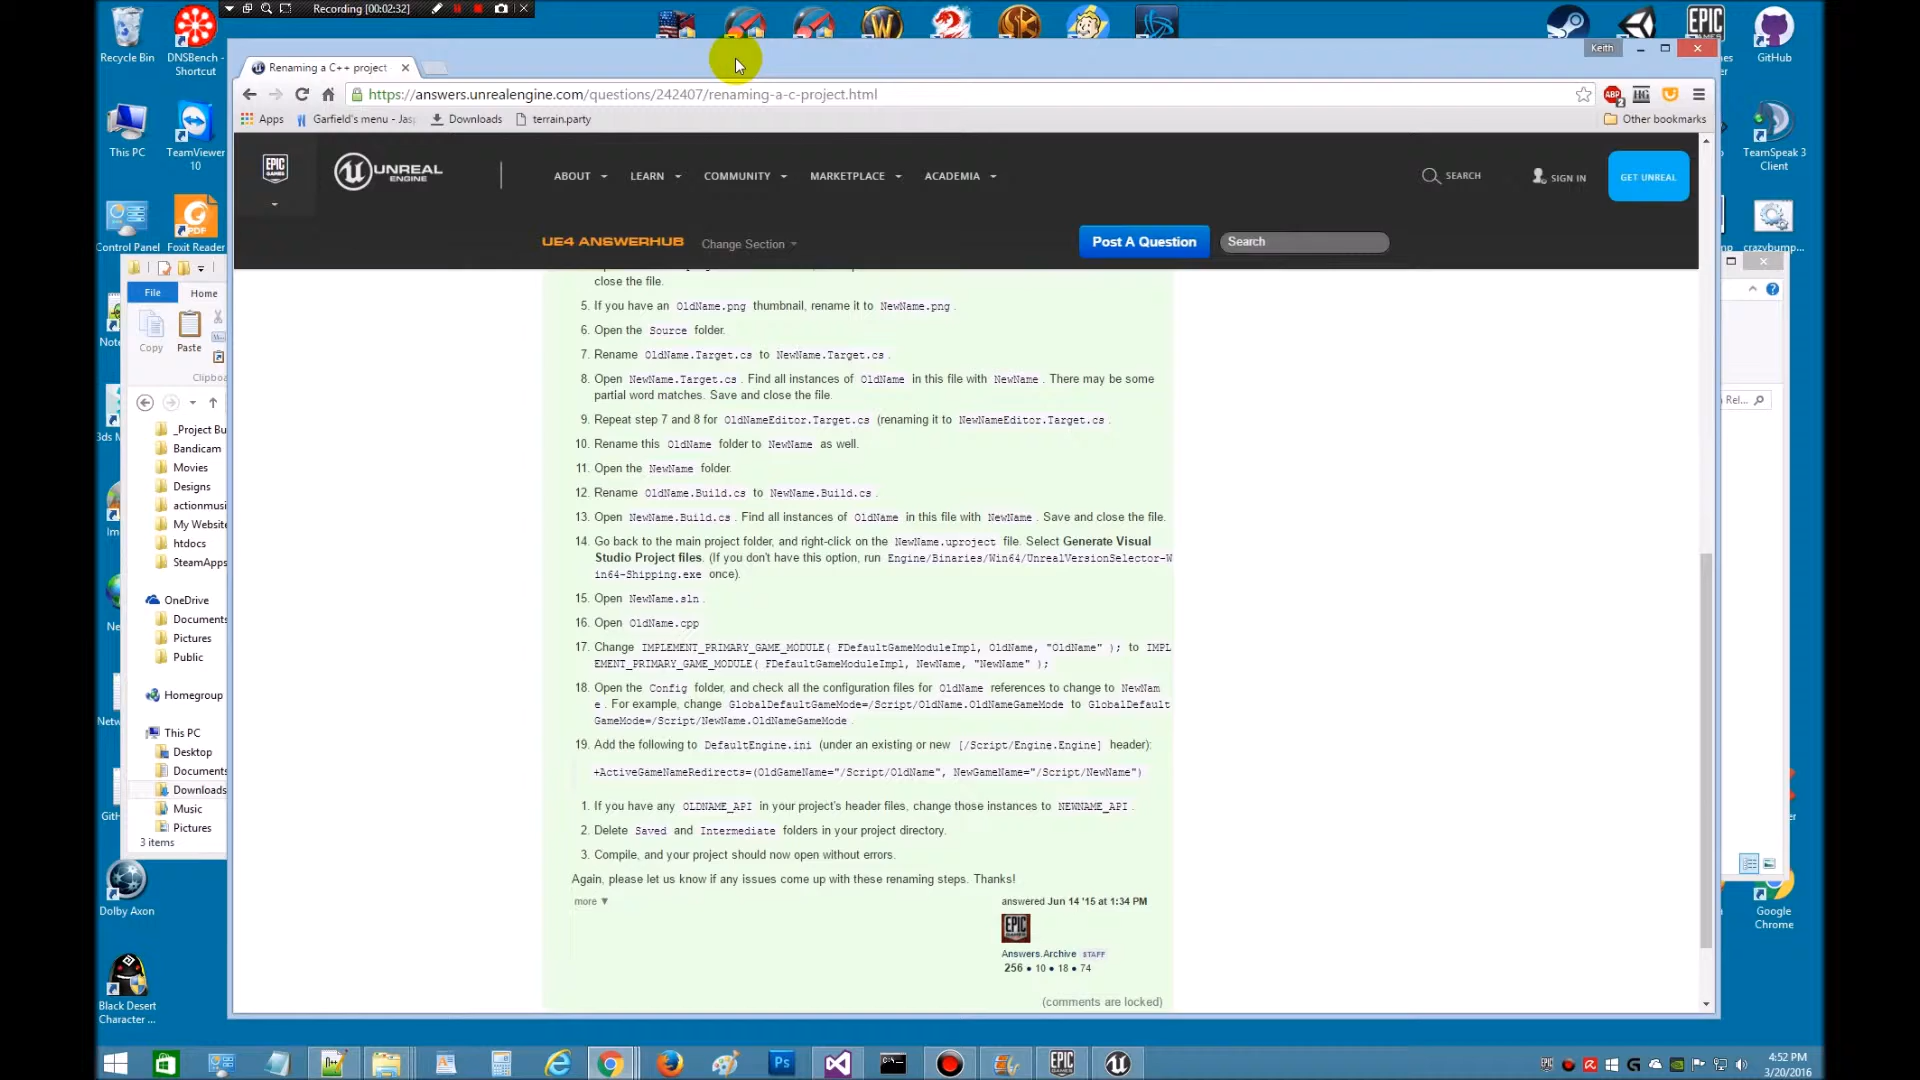 Recording [00:02:32]
Recycle Bin
DNSBench - Shortcut
GitHub
Keith
Renaming a C++ project
https://answers.unrealengine.com/questions/242407/renaming-a-c-project.html
Apps
Garfield's menu - Jasp
Downloads
terrain.party
Other bookmarks
This PC
TeamViewer 10
TeamSpeak 3 Client
EPIC GAMES
UNREAL ENGINE
ABOUT
LEARN
COMMUNITY
MARKETPLACE
ACADEMIA
SEARCH
SIGN IN
GET UNREAL
Control Panel
Foxit Reader
crazybump...
UE4 ANSWERHUB
Change Section
Post A Question
Search
File
Home
Copy
Paste
Clipboa
_Project Bu
Bandicam
Movies
Designs
actionmusi
My Website
htdocs
SteamApps
OneDrive
Documents
Pictures
Public
Homegroup
This PC
Desktop
Documents
Downloads
Music
Pictures
3 items
close the file.
5. If you have an OldName.png thumbnail, rename it to NewName.png .
6. Open the Source folder.
7. Rename OldName.Target.cs to NewName.Target.cs .
8. Open NewName.Target.cs . Find all instances of OldName in this file with NewName . There may be some
partial word matches. Save and close the file.
9. Repeat step 7 and 8 for OldNameEditor.Target.cs (renaming it to NewNameEditor.Target.cs .
10. Rename this OldName folder to NewName as well.
11. Open the NewName folder.
12. Rename OldName.Build.cs to NewName.Build.cs .
13. Open NewName.Build.cs . Find all instances of OldName in this file with NewName . Save and close the file.
14. Go back to the main project folder, and right-click on the NewName.uproject file. Select Generate Visual
Studio Project files. (If you don't have this option, run Engine/Binaries/Win64/UnrealVersionSelector-W
in64-Shipping.exe once).
15. Open NewName.sln .
16. Open OldName.cpp
17. Change IMPLEMENT_PRIMARY_GAME_MODULE( FDefaultGameModuleImpl, OldName, "OldName" ); to IMPL
EMENT_PRIMARY_GAME_MODULE( FDefaultGameModuleImpl, NewName, "NewName" );
18. Open the Config folder, and check all the configuration files for OldName references to change to NewNam
e . For example, change GlobalDefaultGameMode=/Script/OldName.OldNameGameMode to GlobalDefault
GameMode=/Script/NewName.OldNameGameMode .
19. Add the following to DefaultEngine.ini (under an existing or new [/Script/Engine.Engine] header):
+ActiveGameNameRedirects=(OldGameName="/Script/OldName", NewGameName="/Script/NewName")
1. If you have any OLDNAME_API in your project's header files, change those instances to NEWNAME_API .
2. Delete Saved and Intermediate folders in your project directory.
3. Compile, and your project should now open without errors.
Again, please let us know if any issues come up with these renaming steps. Thanks!
more ▼
answered Jun 14 '15 at 1:34 PM
EPIC
Answers.Archive STAFF
256 ● 10 ● 18 ● 74
(comments are locked)
Dolby Axon
Google Chrome
Black Desert Character ...
4:52 PM
3/20/2016